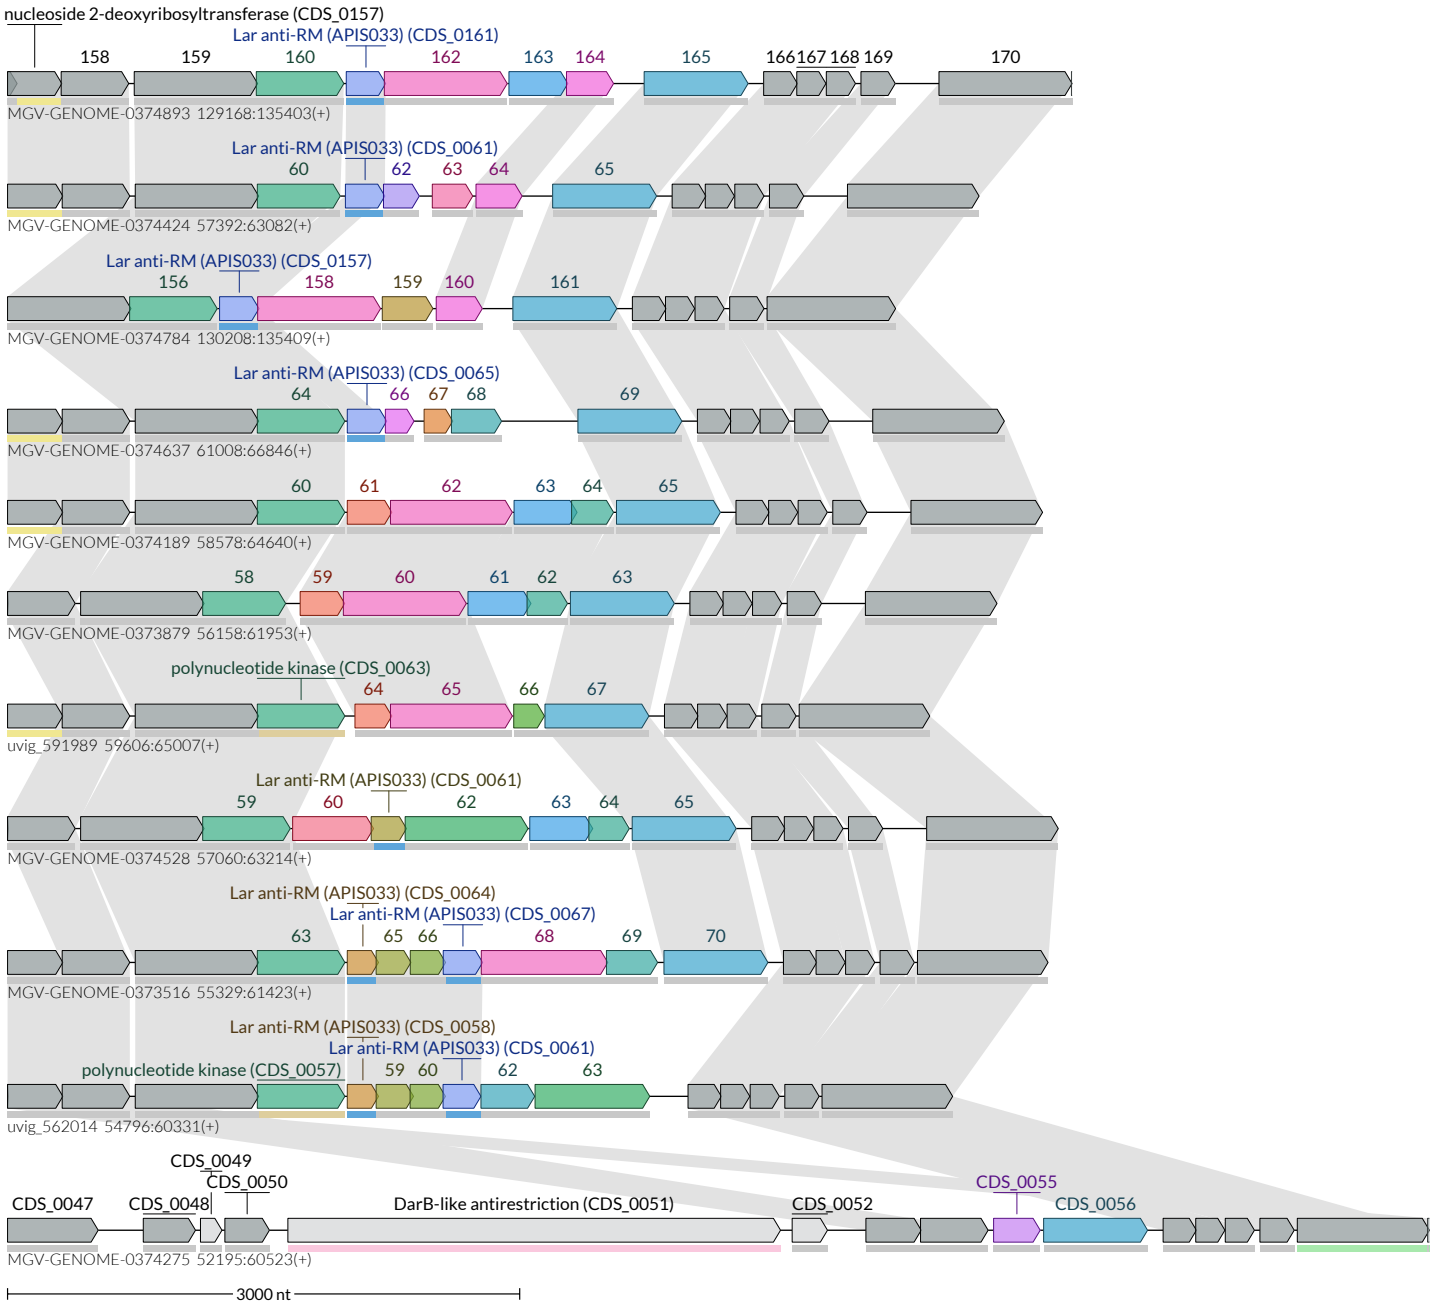 nucleoside 2-deoxyribosyltransferase (CDS_0157)
Lar anti-RM (APIS033) (CDS_0161)
158 159 160 162 163 164 165 166 167 168 169 170
MGV-GENOME-0374893 129168:135403(+)
Lar anti-RM (APIS033) (CDS_0061)
60 62 63 64 65
MGV-GENOME-0374424 57392:63082(+)
Lar anti-RM (APIS033) (CDS_0157)
156 158 159 160 161
MGV-GENOME-0374784 130208:135409(+)
Lar anti-RM (APIS033) (CDS_0065)
64 66 67 68 69
MGV-GENOME-0374637 61008:66846(+)
60 61 62 63 64 65
MGV-GENOME-0374189 58578:64640(+)
58 59 60 61 62 63
MGV-GENOME-0373879 56158:61953(+)
polynucleotide kinase (CDS_0063)
64 65 66 67
uvig_591989 59606:65007(+)
Lar anti-RM (APIS033) (CDS_0061)
59 60 62 63 64 65
MGV-GENOME-0374528 57060:63214(+)
Lar anti-RM (APIS033) (CDS_0064)
Lar anti-RM (APIS033) (CDS_0067)
63 65 66 68 69 70
MGV-GENOME-0373516 55329:61423(+)
Lar anti-RM (APIS033) (CDS_0058)
Lar anti-RM (APIS033) (CDS_0061)
polynucleotide kinase (CDS_0057) 59 60 62 63
uvig_562014 54796:60331(+)
CDS_0049
CDS_0050 CDS_0055
CDS_0047 CDS_0048 DarB-like antirestriction (CDS_0051) CDS_0052 CDS_0056
MGV-GENOME-0374275 52195:60523(+)
3000 nt